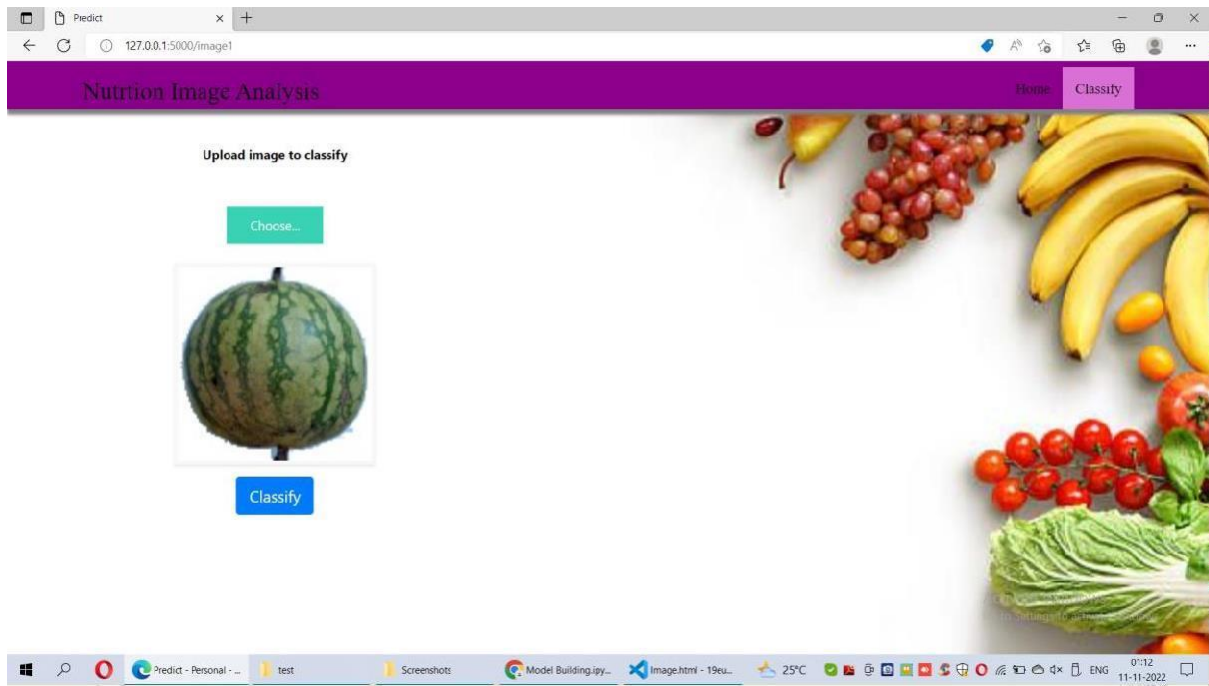 Predict
127.0.0.1:5000/image1
Nutrtion Image Analysis
Home
Classify
Upload image to classify
Choose...
Classify
Predict - Personal - ...
test
Screenshots
Model Building.ipy...
Image.html - 19eu...
25°C
ENG
01:12
11-11-2022